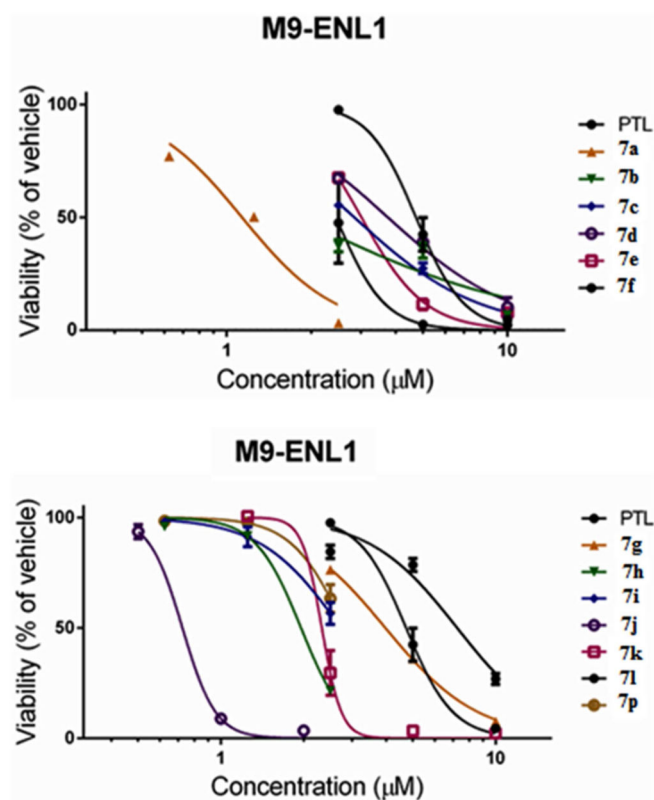 M9-ENL1
Viability (% of vehicle)
100
50
0
1
10
Concentration (μM)
PTL
7a
7b
7c
7d
7e
7f
M9-ENL1
Viability (% of vehicle)
100
50
0
1
10
Concentration (μM)
PTL
7g
7h
7i
7j
7k
7l
7p